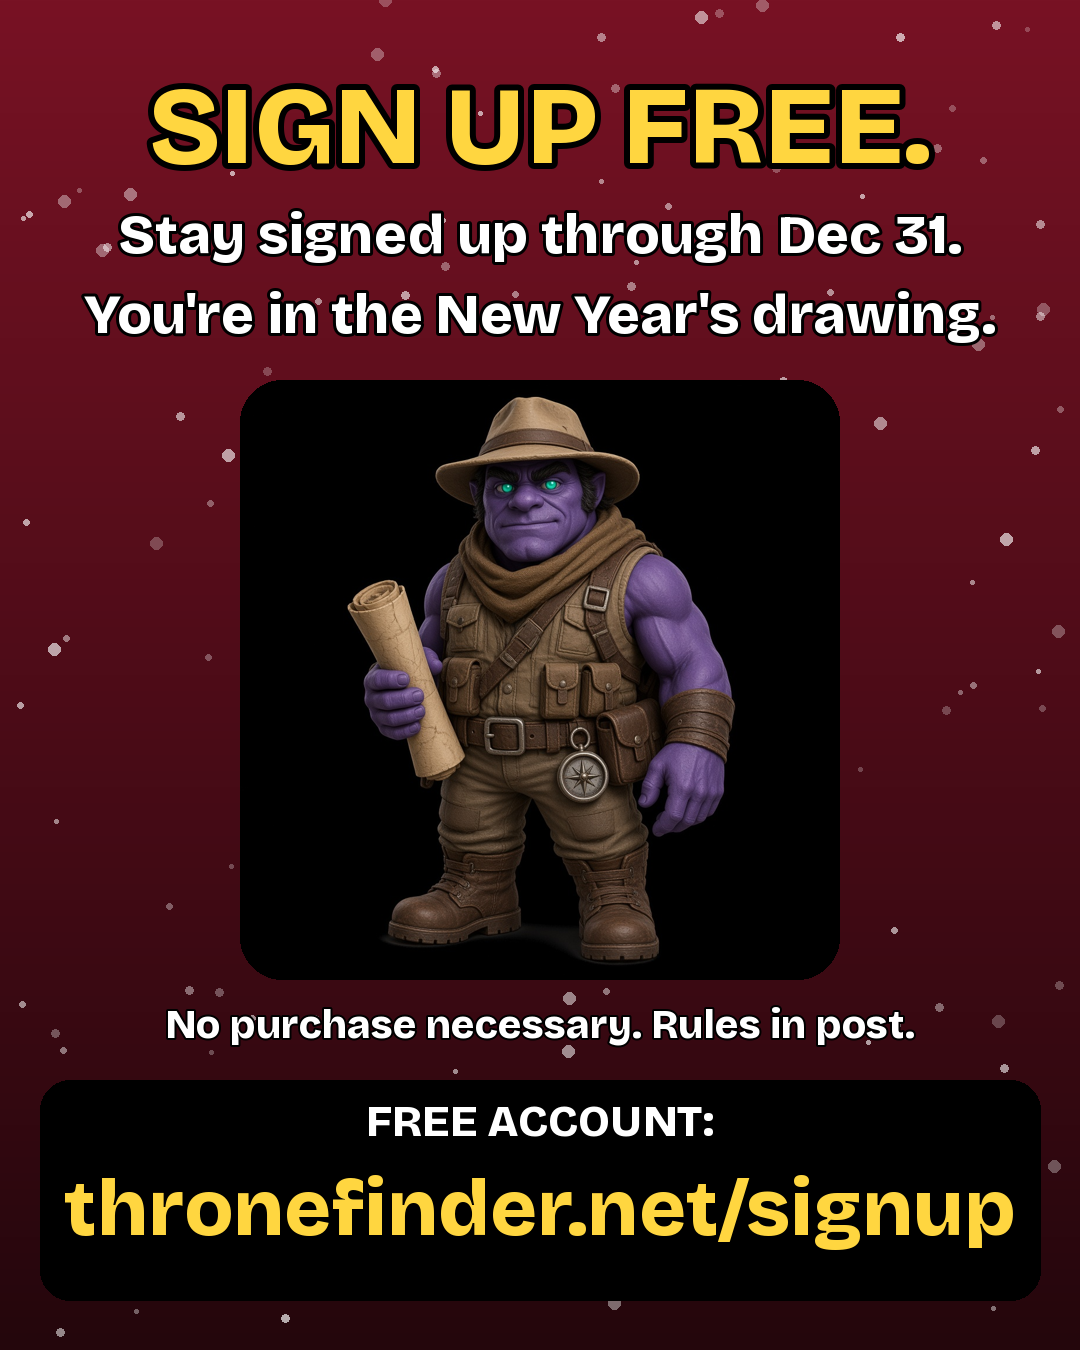 SIGN UP FREE.
Stay signed up through Dec 31.
You're in the New Year's drawing.
No purchase necessary. Rules in post.
FREE ACCOUNT:
thronefinder.net/signup